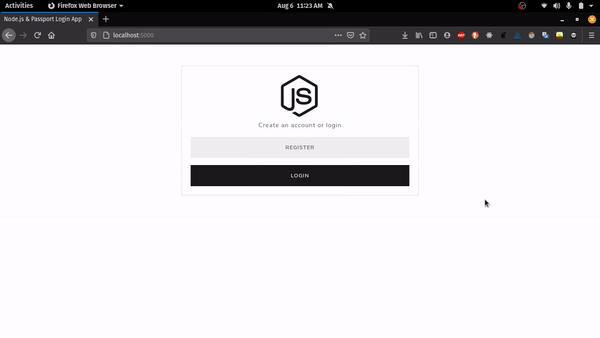 Activities Firefox Web Browser Aug 6 11:23 AM
Node.js & Passport Login App
localhost:5000
JS
Create an account or login
REGISTER
LOGIN